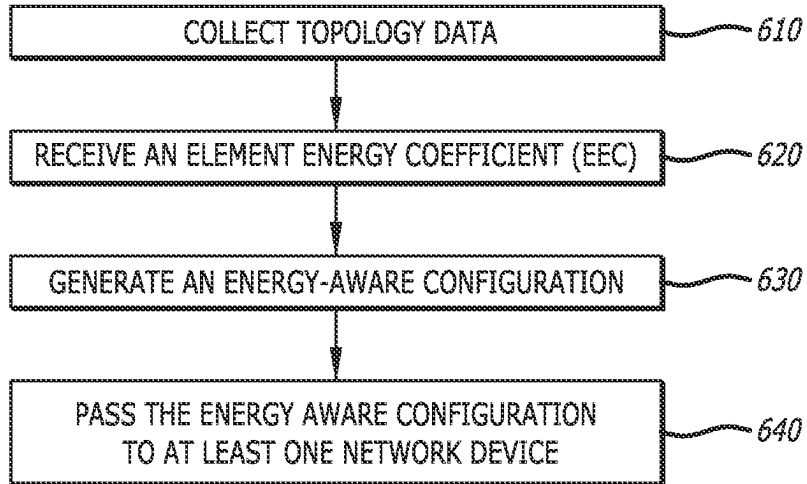 COLLECT TOPOLOGY DATA
610
RECEIVE AN ELEMENT ENERGY COEFFICIENT (EEC)
620
GENERATE AN ENERGY-AWARE CONFIGURATION
630
PASS THE ENERGY AWARE CONFIGURATION
TO AT LEAST ONE NETWORK DEVICE
640